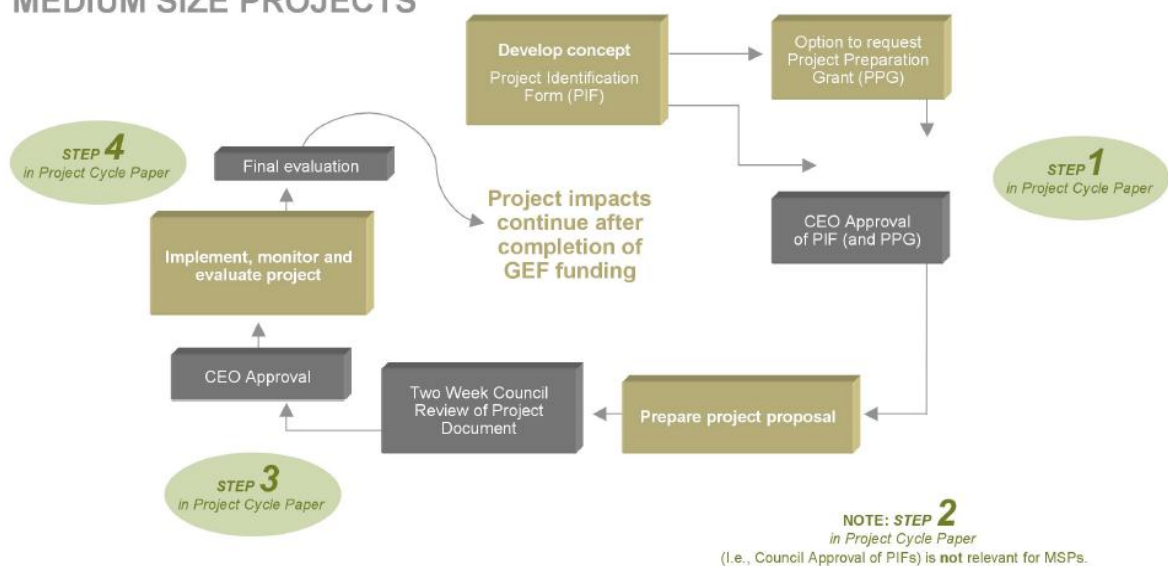 MEDIUM SIZE PROJECTS
Develop concept
Project Identification
Form (PIF)
Option to request
Project Preparation
Grant (PPG)
STEP 1
in Project Cycle Paper
CEO Approval
of PIF (and PPG)
Prepare project proposal
Two Week Council
Review of Project
Document
STEP 3
in Project Cycle Paper
CEO Approval
Implement, monitor and
evaluate project
STEP 4
in Project Cycle Paper
Final evaluation
Project impacts
continue after
completion of
GEF funding
NOTE: STEP 2
in Project Cycle Paper
(I.e., Council Approval of PIFs) is not relevant for MSPs.